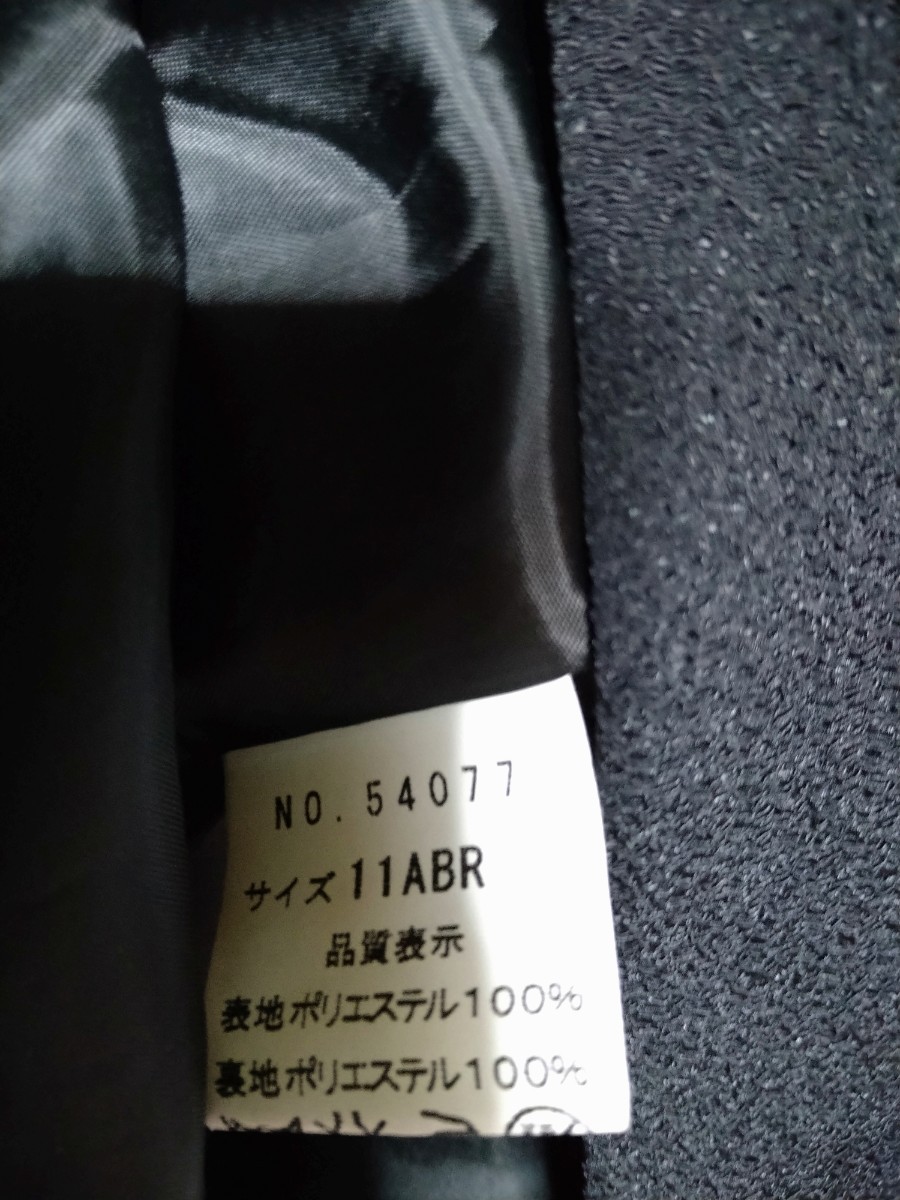 NO.54077
サイズ 11ABR
品質表示
表地ポリエステル100%
裏地ポリエステル100%